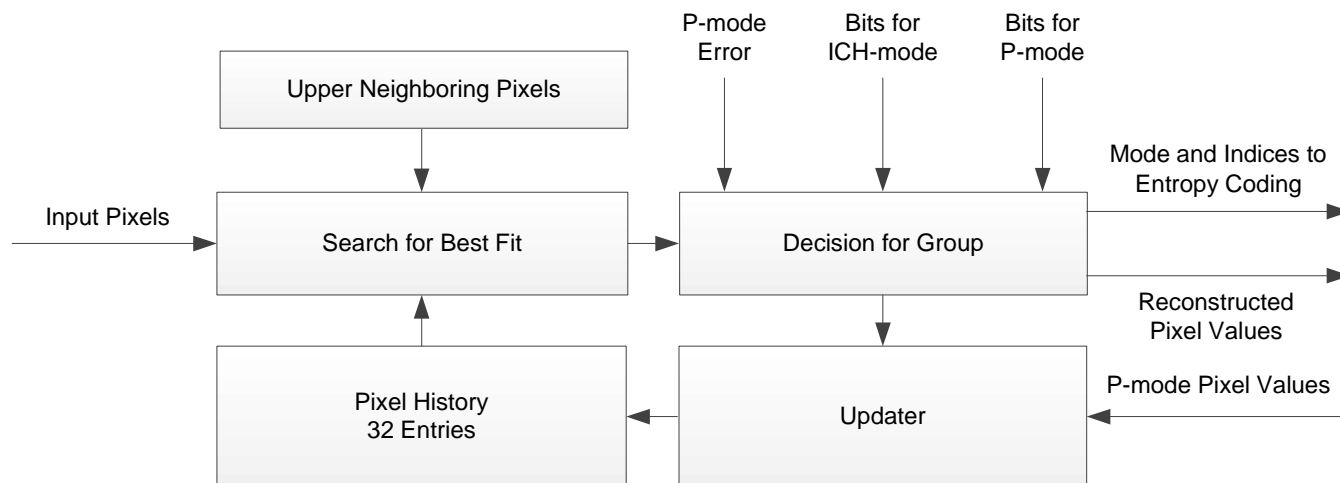 P-mode
Error
Bits for
ICH-mode
Bits for
P-mode
Upper Neighboring Pixels
Mode and Indices to
Entropy Coding
Input Pixels
Search for Best Fit
Decision for Group
Reconstructed
Pixel Values
P-mode Pixel Values
Pixel History
32 Entries
Updater